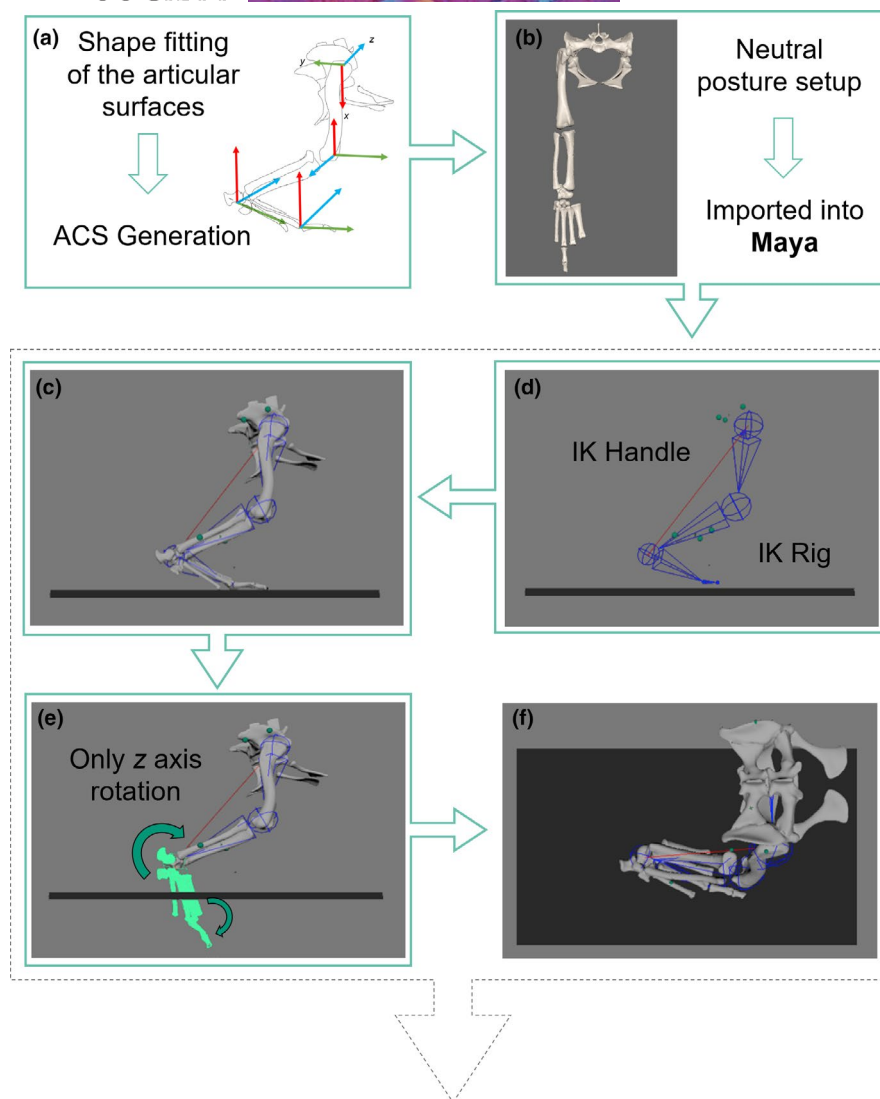 (a)
Shape fitting
of the articular
surfaces
ACS Generation
z
y
x
(b)
Neutral
posture setup
Imported into
Maya
(c)
(d)
IK Handle
IK Rig
(e)
Only z axis
rotation
(f)